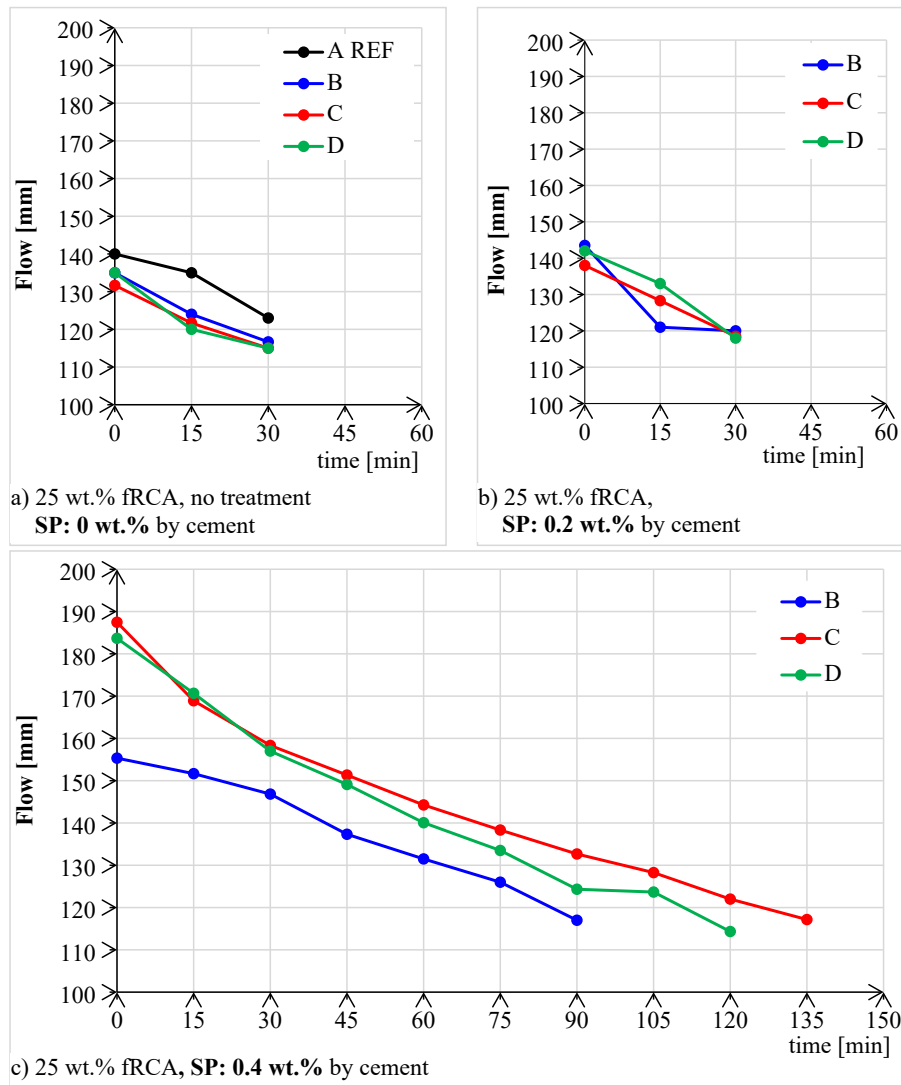 200
190
180
170
160
150
140
130
120
110
100
Flow [mm]
A REF
B
C
D
0 15 30 45 60
time [min]
a) 25 wt.% fRCA, no treatment
SP: 0 wt.% by cement
200
190
180
170
160
150
140
130
120
110
100
Flow [mm]
B
C
D
0 15 30 45 60
time [min]
b) 25 wt.% fRCA,
SP: 0.2 wt.% by cement
200
190
180
170
160
150
140
130
120
110
100
Flow [mm]
B
C
D
0 15 30 45 60 75 90 105 120 135 150
time [min]
c) 25 wt.% fRCA, SP: 0.4 wt.% by cement